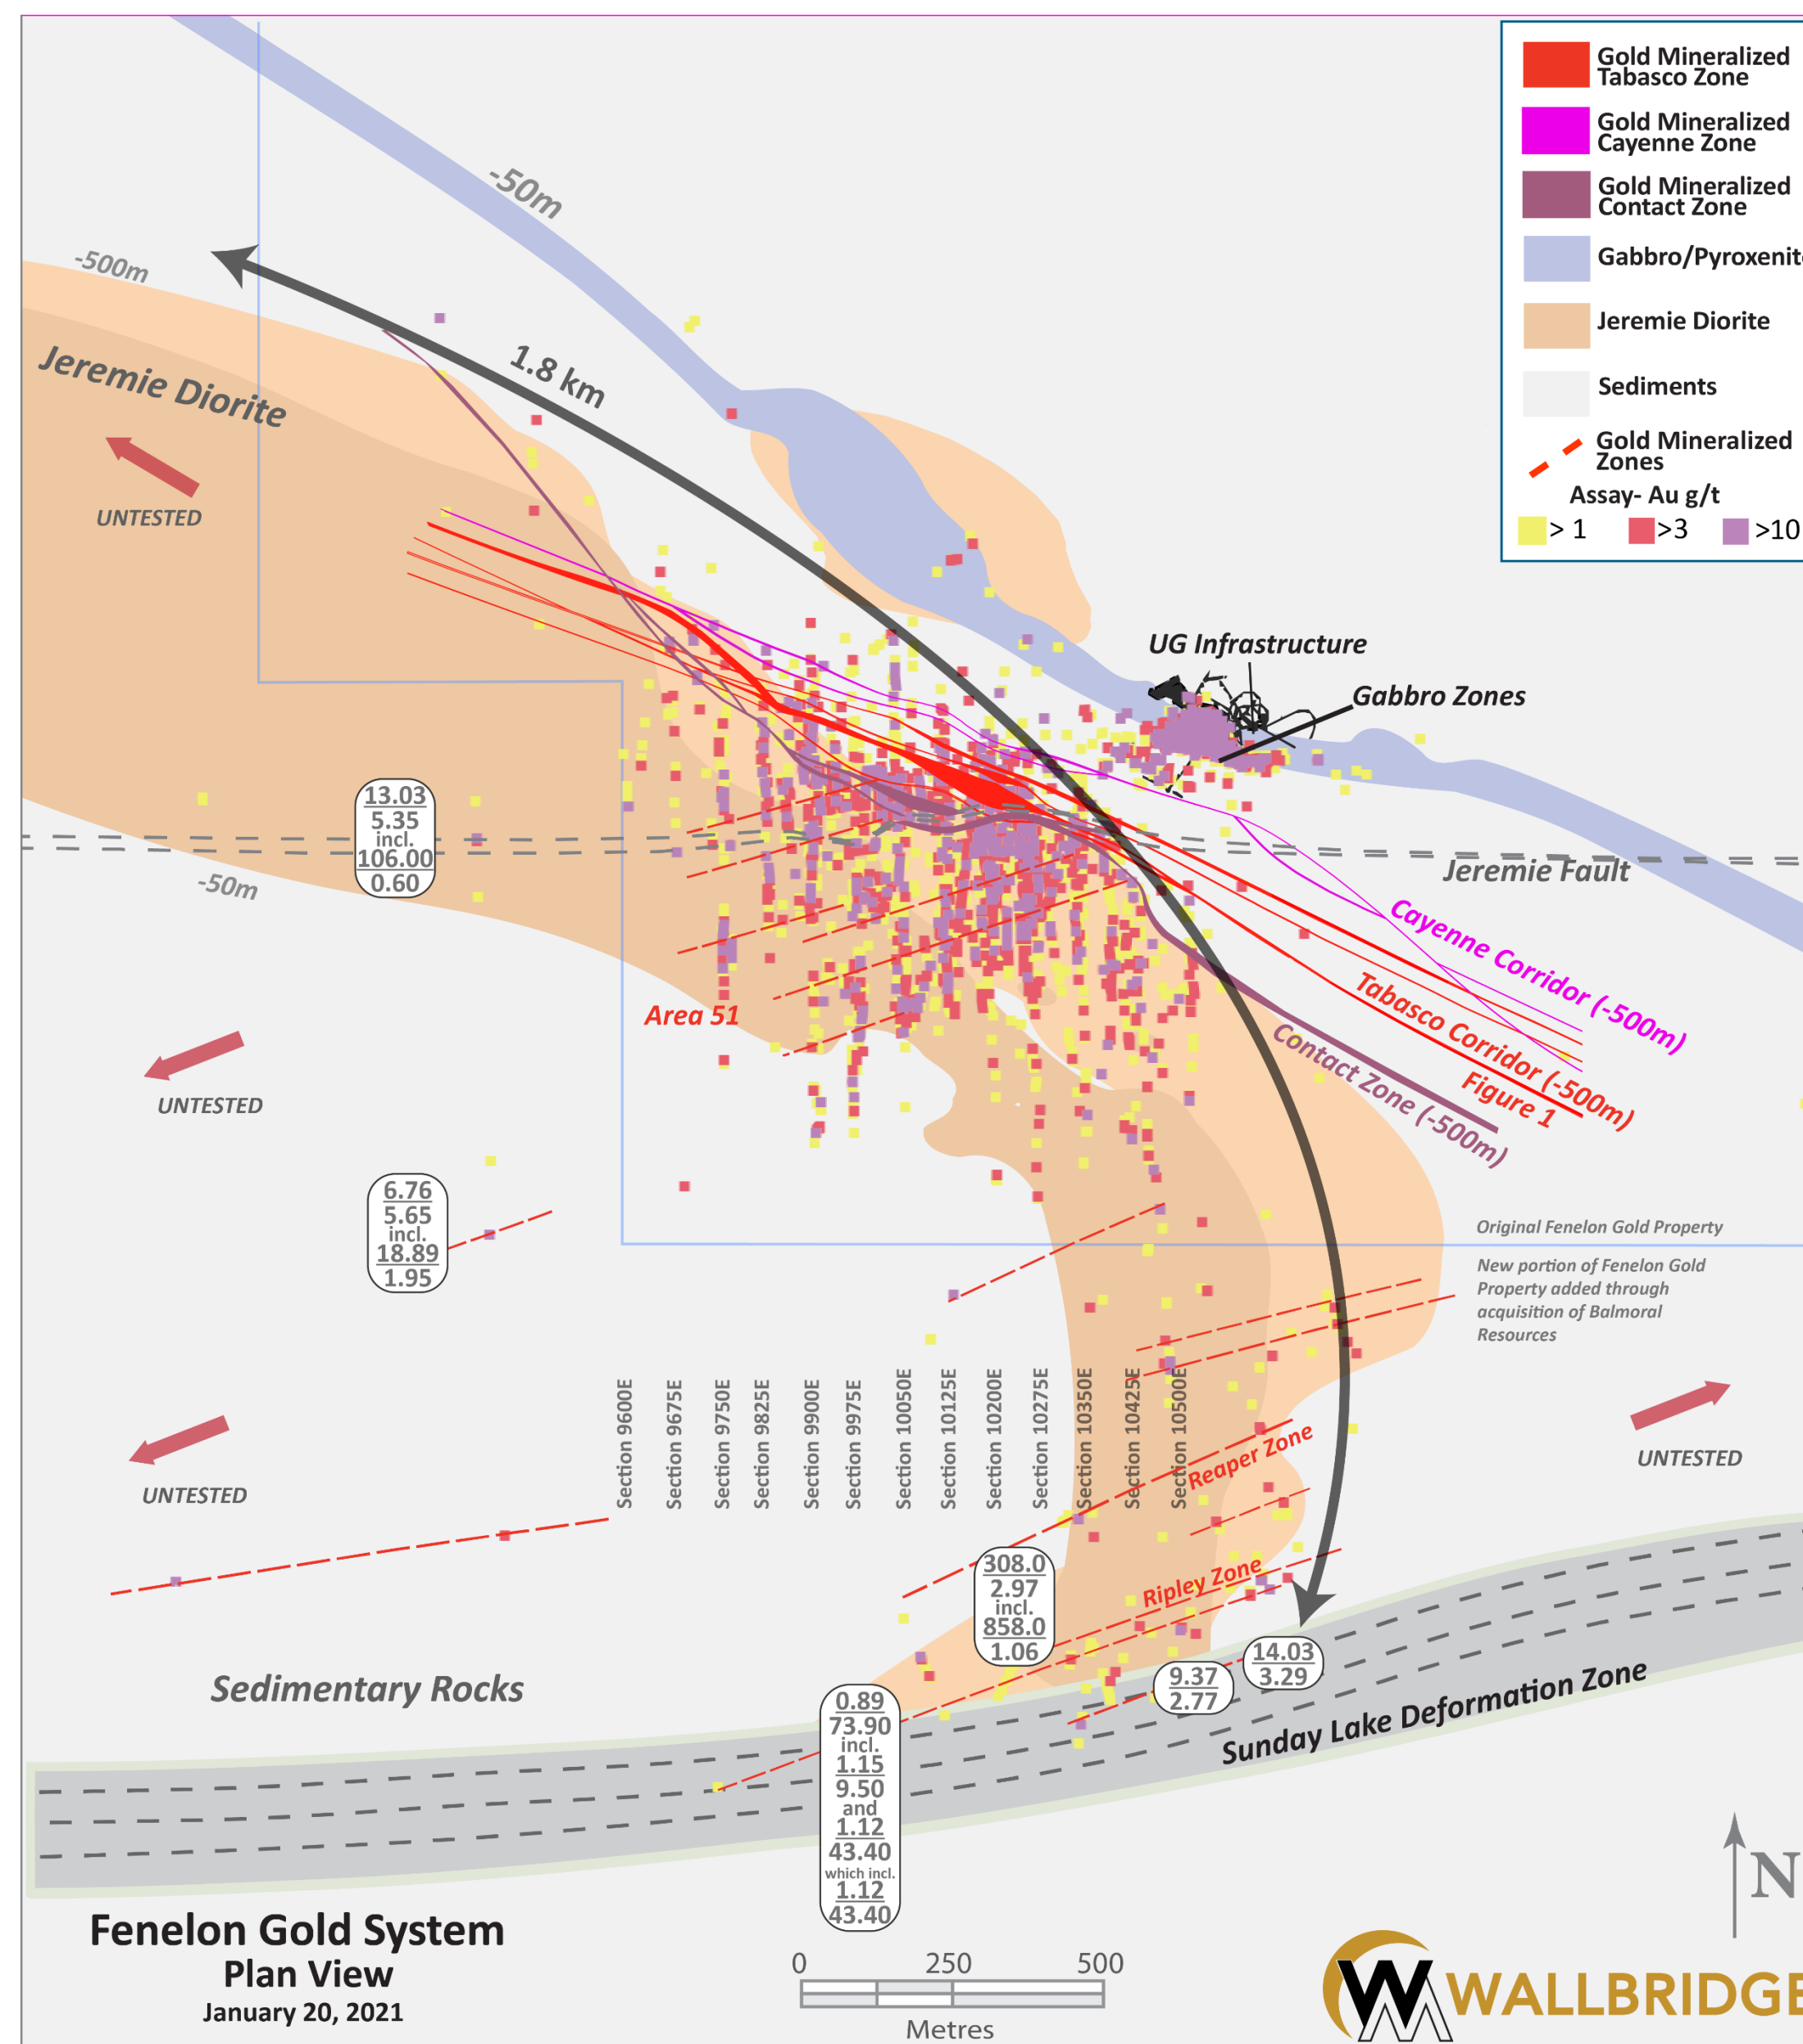 Gold Mineralized
Tabasco Zone
Gold Mineralized
Cayenne Zone
Gold Mineralized
Contact Zone
Gabbro/Pyroxenit
Jeremie Diorite
Sediments
Gold Mineralized
Zones
Assay- Au g/t
> 1
>3
>10
-50m
-500m
1.8 km
Jeremie Diorite
UNTESTED
UG Infrastructure
Gabbro Zones
13.03
5.35
incl.
106.00
0.60
-50m
Jeremie Fault
Cayenne Corridor (-500m)
Tabasco Corridor (-500m)
Figure 1
Contact Zone (-500m)
Area 51
UNTESTED
6.76
5.65
incl.
18.89
1.95
Original Fenelon Gold Property
New portion of Fenelon Gold
Property added through
acquisition of Balmoral
Resources
Section 9600E
Section 9675E
Section 97500E
Section 9825E
Section 9900E
Section 9975E
Section 10050E
Section 10125E
Section 10200E
Section 10275E
Section 10350E
Section 10425E
Section 10500E
UNTESTED
UNTESTED
Reaper Zone
Ripley Zone
308.0
2.97
incl.
858.0
1.06
14.03
3.29
9.37
2.77
Sedimentary Rocks
Sunday Lake Deformation Zone
0.89
73.90
incl.
1.15
9.50
and
1.12
43.40
which incl.
1.12
43.40
Fenelon Gold System
Plan View
January 20, 2021
0 250 500
Metres
N
WALLBRIDGE